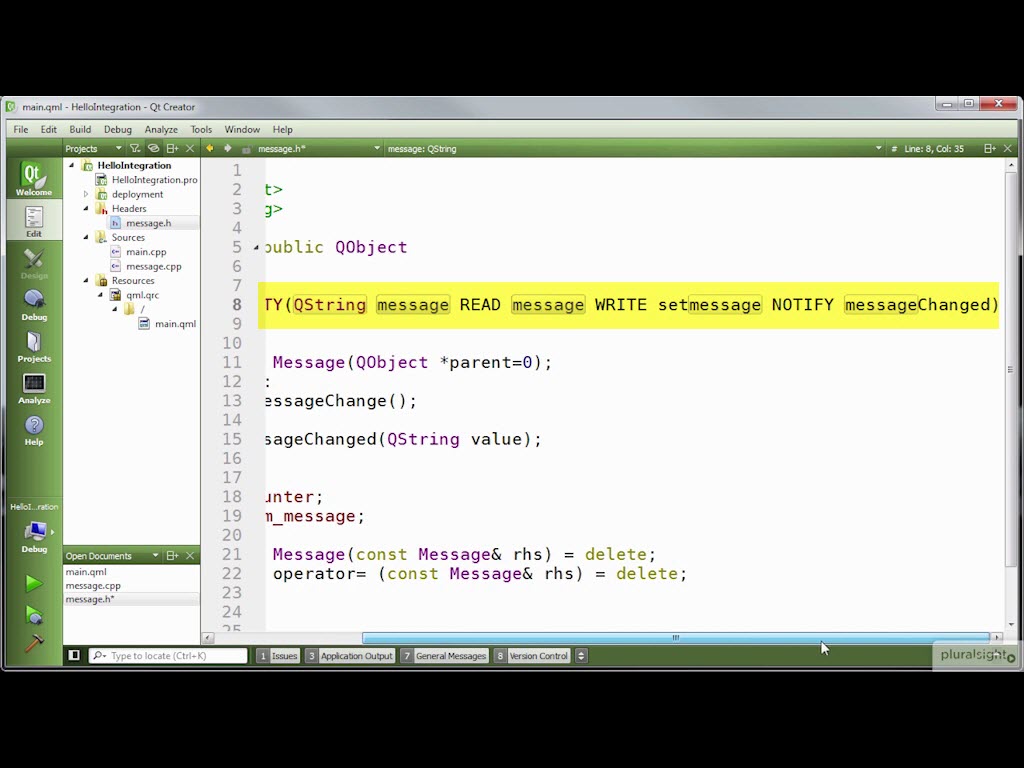 main.qml - HelloIntegration - Qt Creator
File Edit Build Debug Analyze Tools Window Help
Projects message.h* message: QString # Line: 8, Col: 35
Welcome
Edit
Design
Debug
Projects
Analyze
Help
HelloI...ration
Debug
HelloIntegration
HelloIntegration.pro
deployment
Headers
message.h
Sources
main.cpp
message.cpp
Resources
qml.qrc
/
main.qml
Open Documents
main.qml
message.cpp
message.h*
1
2 t>
3 g>
4
5 public QObject
6
7
8 TY(QString message READ message WRITE setmessage NOTIFY messageChanged)
9
10
11 Message(QObject *parent=0);
12 :
13 essageChange();
14
15 sageChanged(QString value);
16
17
18 unter;
19 m_message;
20
21 Message(const Message& rhs) = delete;
22 operator= (const Message& rhs) = delete;
23
24
25
Type to locate (Ctrl+K) 1 Issues 3 Application Output 7 General Messages 8 Version Control
pluralsight